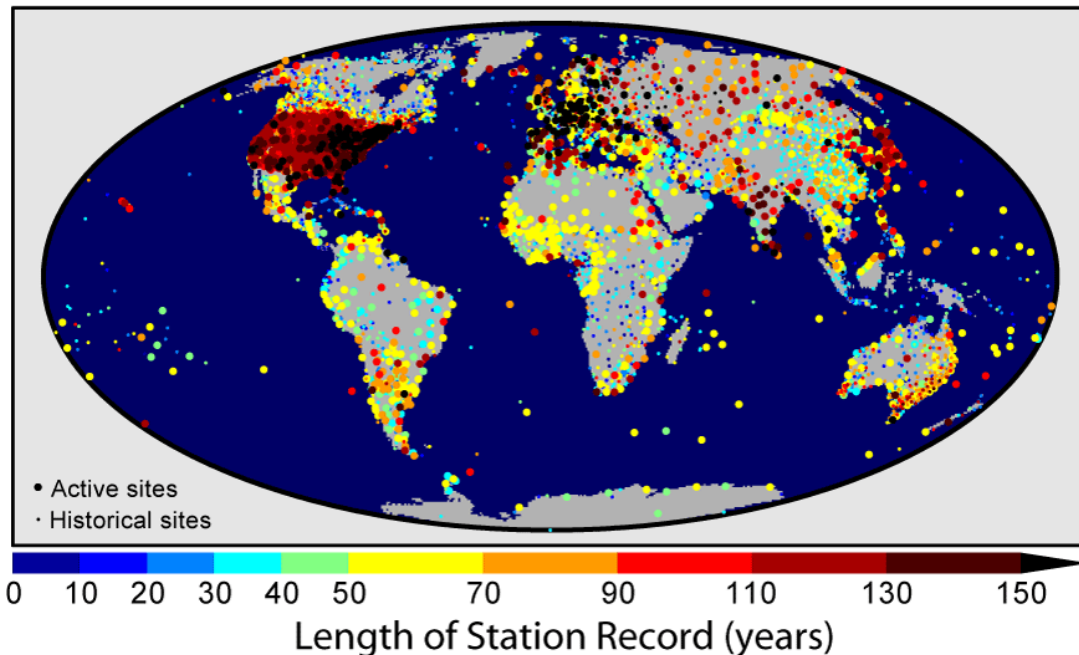 • Active sites
· Historical sites
0 10 20 30 40 50 70 90 110 130 150
Length of Station Record (years)